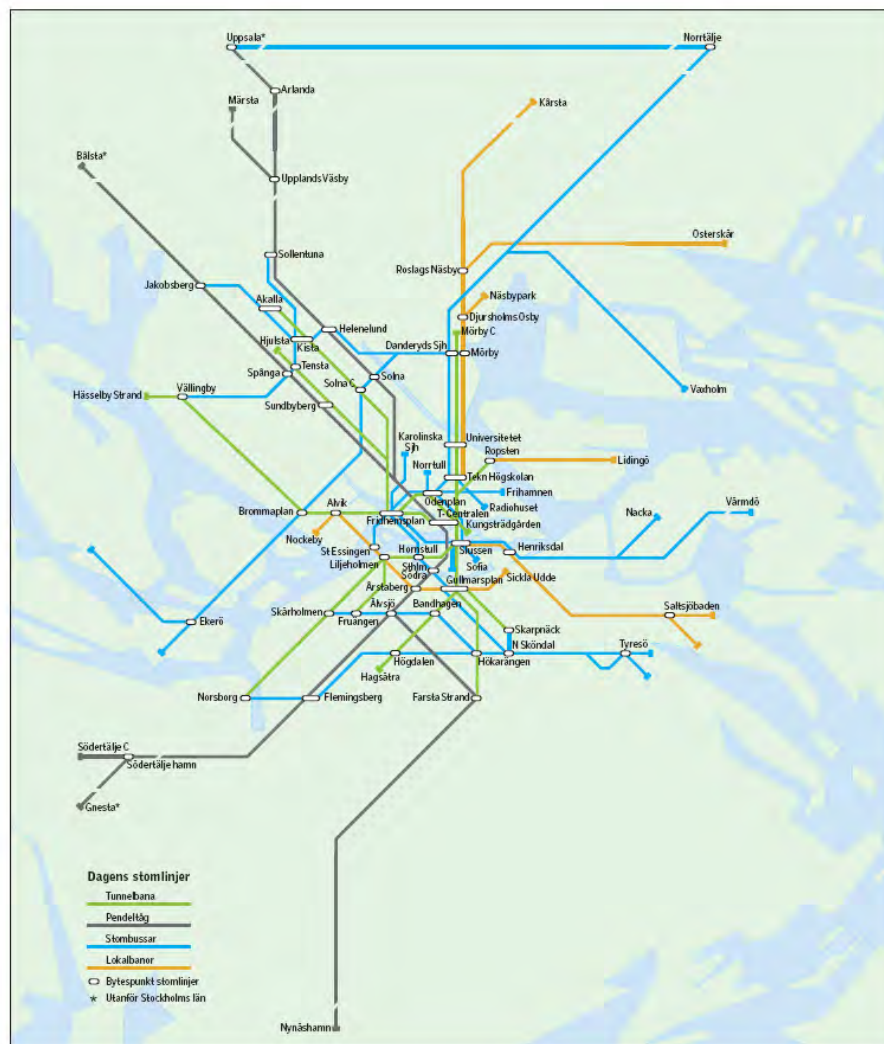 Uppsala*
Norrtälje
Arlanda
Märsta
Kårsta
Bålsta*
Upplands Väsby
Österskär
Sollentuna
Roslags Näsby
Jakobsberg
Näsbypark
Akalla
Djursholms Ösby
Helenelund
Mörby C
Hjulsta
Kista
Danderyds Sjh
Mörby
Tensta
Spånga
Solna
Solna C
Vaxholm
Hässelby Strand
Vällingby
Sundbyberg
Karolinska
Sjh
Universitetet
Ropsten
Norrtull
Lidingö
Tekn Högskolan
Odenplan
Frihamnen
Radiohuset
Brommaplan
Alvik
Fridhemsplan
T-Centralen
Kungsträdgården
Nacka
Värmdö
Nockeby
St Essingen
Hornstull
Slussen
Henriksdal
Liljeholmen
Sthlm
Södra
Sofia
Gullmarsplan
Sickla Udde
Årstaberg
Skärholmen
Älvsjö
Bandhagen
Saltsjöbaden
Fruängen
Ekerö
Skarpnäck
N Sköndal
Tyresö
Högdalen
Hökarängen
Hagsätra
Norsborg
Flemingsberg
Farsta Strand
Södertälje C
Södertälje hamn
Gnesta*
Dagens stomlinjer
Tunnelbana
Pendeltåg
Stombussar
Lokalbanor
Bytespunkt stomlinjer
* Utanför Stockholms län
Nynäshamn